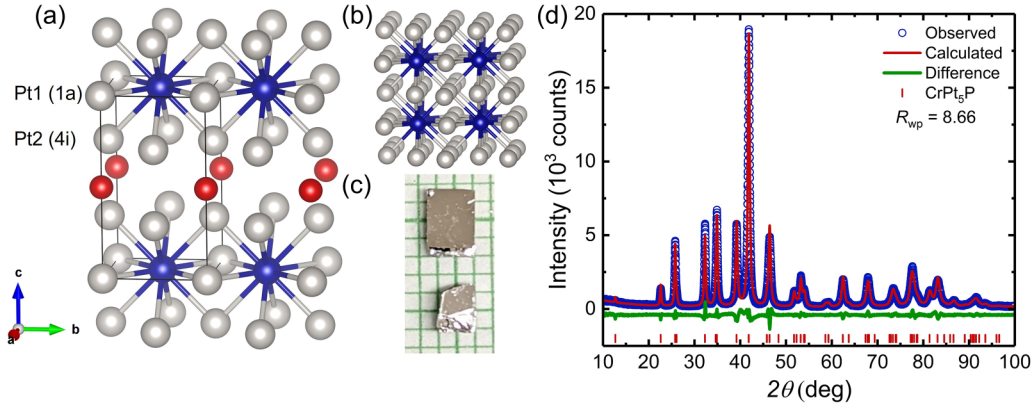 (a)
(b)
(c)
(d)
Pt1 (1a)
Pt2 (4i)
c
b
a
20
15
10
5
0
Intensity (10³ counts)
Observed
Calculated
Difference
CrPt₅P
R_wp = 8.66
10 20 30 40 50 60 70 80 90 100
2θ (deg)